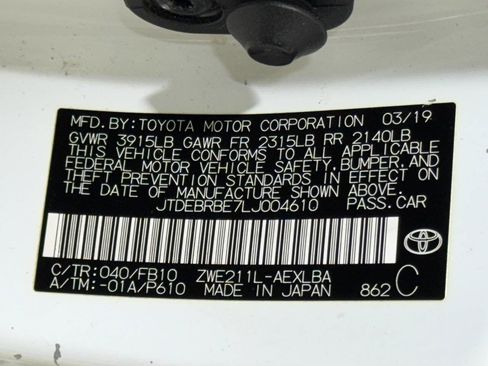 MFD.BY:TOYOTA MOTOR CORPORATION 03/19
GVWR 3915LB GAWR FR 2315LB RR 2140LB
THIS VEHICLE CONFORMS TO ALL APPLICABLE
FEDERAL MOTOR VEHICLE SAFETY,BUMPER,AND
THEFT PREVENTION STANDARDS IN EFFECT ON
THE DATE OF MANUFACTURE SHOWN ABOVE.
JTDEBRBE7LJ004610 PASS.CAR
C/TR:040/FB10 ZWE211L-AEXLBA
A/TM:-01A/P610 MADE IN JAPAN 862 C